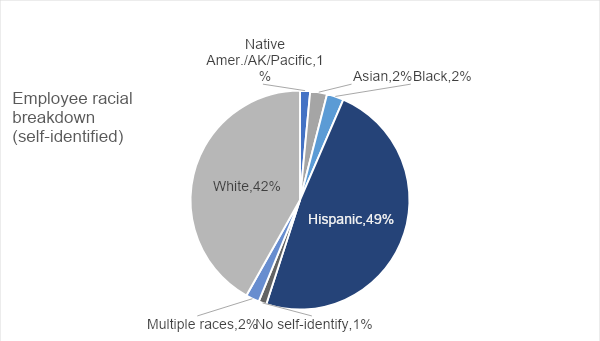 Native
Amer./AK/Pacific,1
%
Asian,2%
Black,2%
Employee racial
breakdown
(self-identified)
White,42%
Hispanic,49%
Multiple races,2%
No self-identify,1%